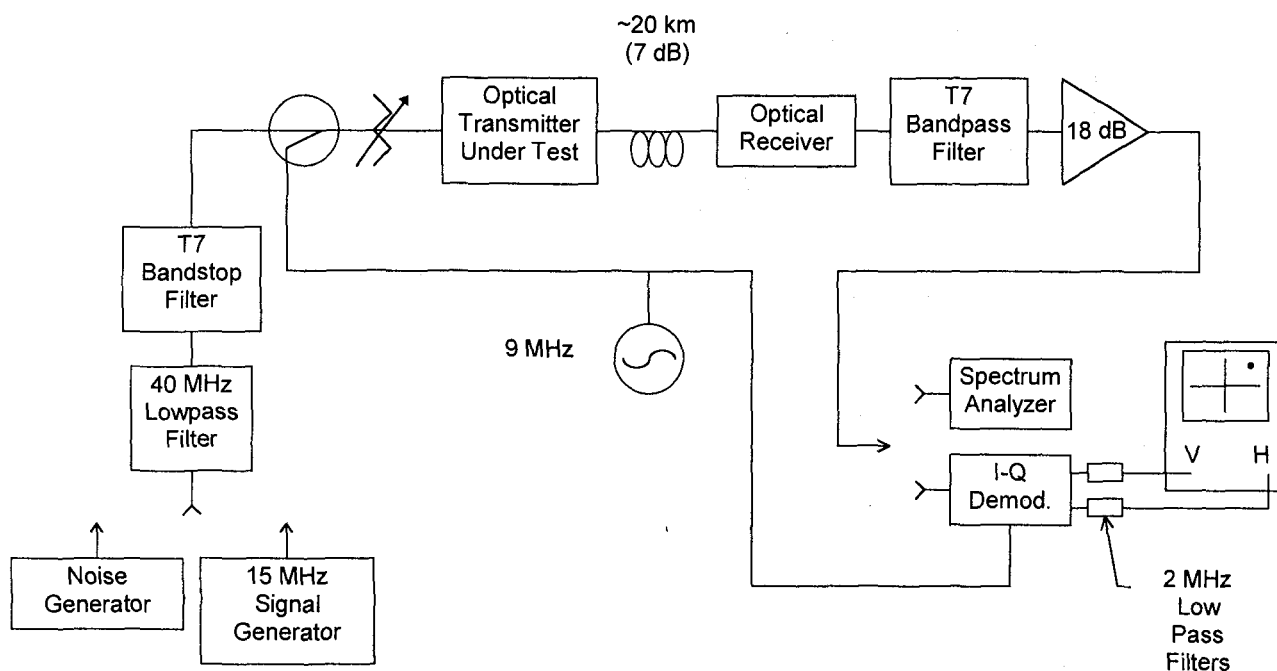 ~20 km
(7 dB)
Optical
Transmitter
Under Test
Optical
Receiver
T7
Bandpass
Filter
18 dB
T7
Bandstop
Filter
9 MHz
40 MHz
Lowpass
Filter
Spectrum
Analyzer
V H
I-Q
Demod.
Noise
Generator
15 MHz
Signal
Generator
2 MHz
Low
Pass
Filters